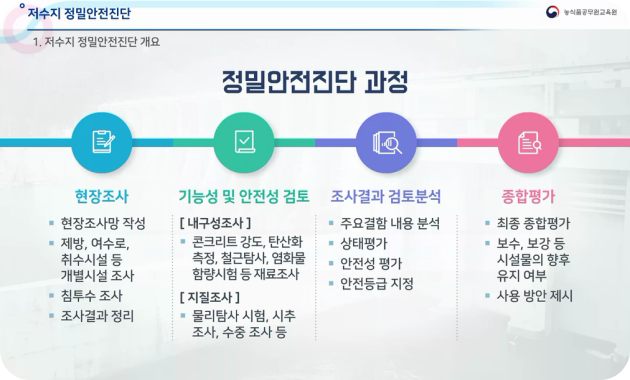 저수지 정밀안전진단
농식품공무원교육원
1. 저수지 정밀안전진단 개요
정밀안전진단 과정
현장조사
현장조사망 작성
제방, 여수로,
취수시설 등
개별시설 조사
침투수 조사
조사결과 정리
기능성 및 안전성 검토
[ 내구성조사 ]
콘크리트 강도, 탄산화
측정, 철근탐사, 염화물
함량시험 등 재료조사
[ 지질조사 ]
물리탐사 시험, 시추
조사, 수중 조사 등
조사결과 검토분석
주요결함 내용 분석
상태평가
안전성 평가
안전등급 지정
종합평가
최종 종합평가
보수, 보강 등
시설물의 향후
유지 여부
사용 방안 제시